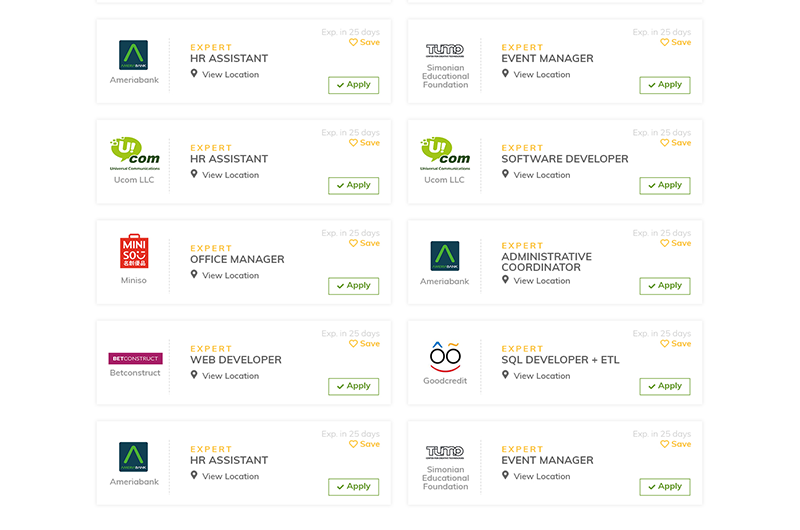 Exp. in 25 days
Save
EXPERT
HR ASSISTANT
View Location
Ameriabank
Apply
Exp. in 25 days
Save
TUMO
EXPERT
EVENT MANAGER
View Location
Simonian
Educational
Foundation
Apply
Exp. in 25 days
Save
U!
com
Universal Communications
EXPERT
HR ASSISTANT
View Location
Ucom LLC
Apply
Exp. in 25 days
Save
U!
com
Universal Communications
EXPERT
SOFTWARE DEVELOPER
View Location
Ucom LLC
Apply
Exp. in 25 days
Save
MINI
SO
名創優品
EXPERT
OFFICE MANAGER
View Location
Miniso
Apply
Exp. in 25 days
Save
EXPERT
ADMINISTRATIVE
COORDINATOR
View Location
Ameriabank
Apply
Exp. in 25 days
Save
BETCONSTRUCT
EXPERT
WEB DEVELOPER
View Location
Betconstruct
Apply
Exp. in 25 days
Save
EXPERT
SQL DEVELOPER + ETL
View Location
Goodcredit
Apply
Exp. in 25 days
Save
EXPERT
HR ASSISTANT
View Location
Ameriabank
Apply
Exp. in 25 days
Save
TUMO
EXPERT
EVENT MANAGER
View Location
Simonian
Educational
Foundation
Apply